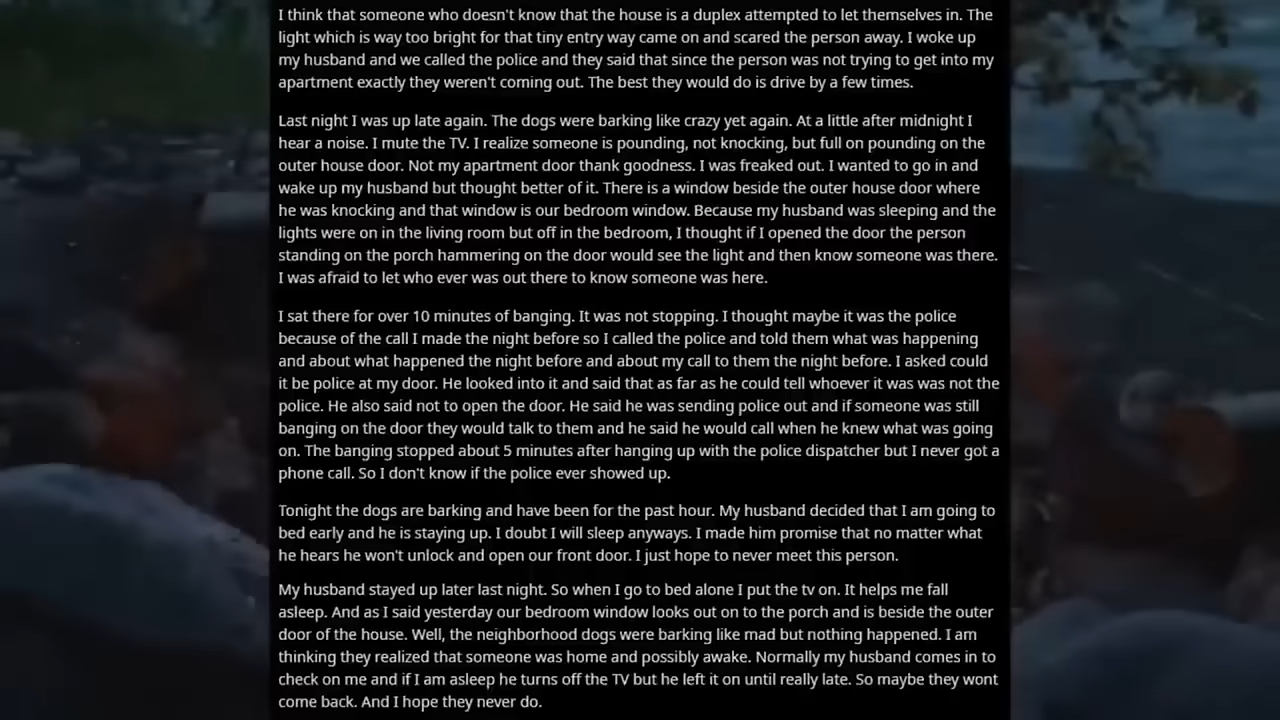 I think that someone who doesn't know that the house is a duplex attempted to let themselves in. The
light which is way too bright for that tiny entry way came on and scared the person away. I woke up
my husband and we called the police and they said that since the person was not trying to get into my
apartment exactly they weren't coming out. The best they would do is drive by a few times.
Last night I was up late again. The dogs were barking like crazy yet again. At a little after midnight I
hear a noise. I mute the TV. I realize someone is pounding, not knocking, but full on pounding on the
outer house door. Not my apartment door thank goodness. I was freaked out. I wanted to go in and
wake up my husband but thought better of it. There is a window beside the outer house door where
he was knocking and that window is our bedroom window. Because my husband was sleeping and the
lights were on in the living room but off in the bedroom, I thought if I opened the door the person
standing on the porch hammering on the door would see the light and then know someone was there.
I was afraid to let who ever was out there to know someone was here.
I sat there for over 10 minutes of banging. It was not stopping. I thought maybe it was the police
because of the call I made the night before so I called the police and told them what was happening
and about what happened the night before and about my call to them the night before. I asked could
it be police at my door. He looked into it and said that as far as he could tell whoever it was was not the
police. He also said not to open the door. He said he was sending police out and if someone was still
banging on the door they would talk to them and he said he would call when he knew what was going
on. The banging stopped about 5 minutes after hanging up with the police dispatcher but I never got a
phone call. So I don't know if the police ever showed up.
Tonight the dogs are barking and have been for the past hour. My husband decided that I am going to
bed early and he is staying up. I doubt I will sleep anyways. I made him promise that no matter what
he hears he won't unlock and open our front door. I just hope to never meet this person.
My husband stayed up later last night. So when I go to bed alone I put the tv on. It helps me fall
asleep. And as I said yesterday our bedroom window looks out on to the porch and is beside the outer
door of the house. Well, the neighborhood dogs were barking like mad but nothing happened. I am
thinking they realized that someone was home and possibly awake. Normally my husband comes in to
check on me and if I am asleep he turns off the TV but he left it on until really late. So maybe they wont
come back. And I hope they never do.